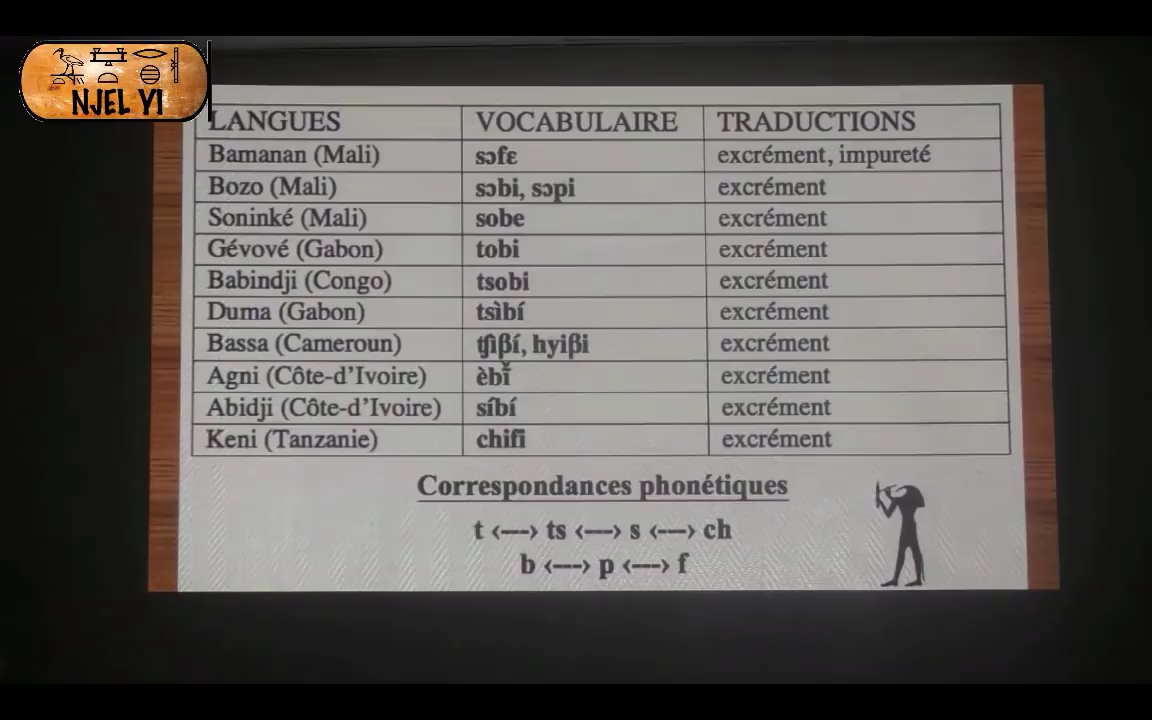 NJEL YI
LANGUES VOCABULAIRE TRADUCTIONS
Bamanan (Mali) sɔfɛ excrément, impureté
Bozo (Mali) sɔbi, sɔpi excrément
Soninké (Mali) sobe excrément
Gévové (Gabon) tobi excrément
Babindji (Congo) tsobi excrément
Duma (Gabon) tsìbí excrément
Bassa (Cameroun) ʧiβí, hyiβi excrément
Agni (Côte-d’Ivoire) èbǐ excrément
Abidji (Côte-d’Ivoire) síbí excrément
Keni (Tanzanie) chifi excrément
Correspondances phonétiques
t <---> ts <---> s <---> ch
b <---> p <---> f